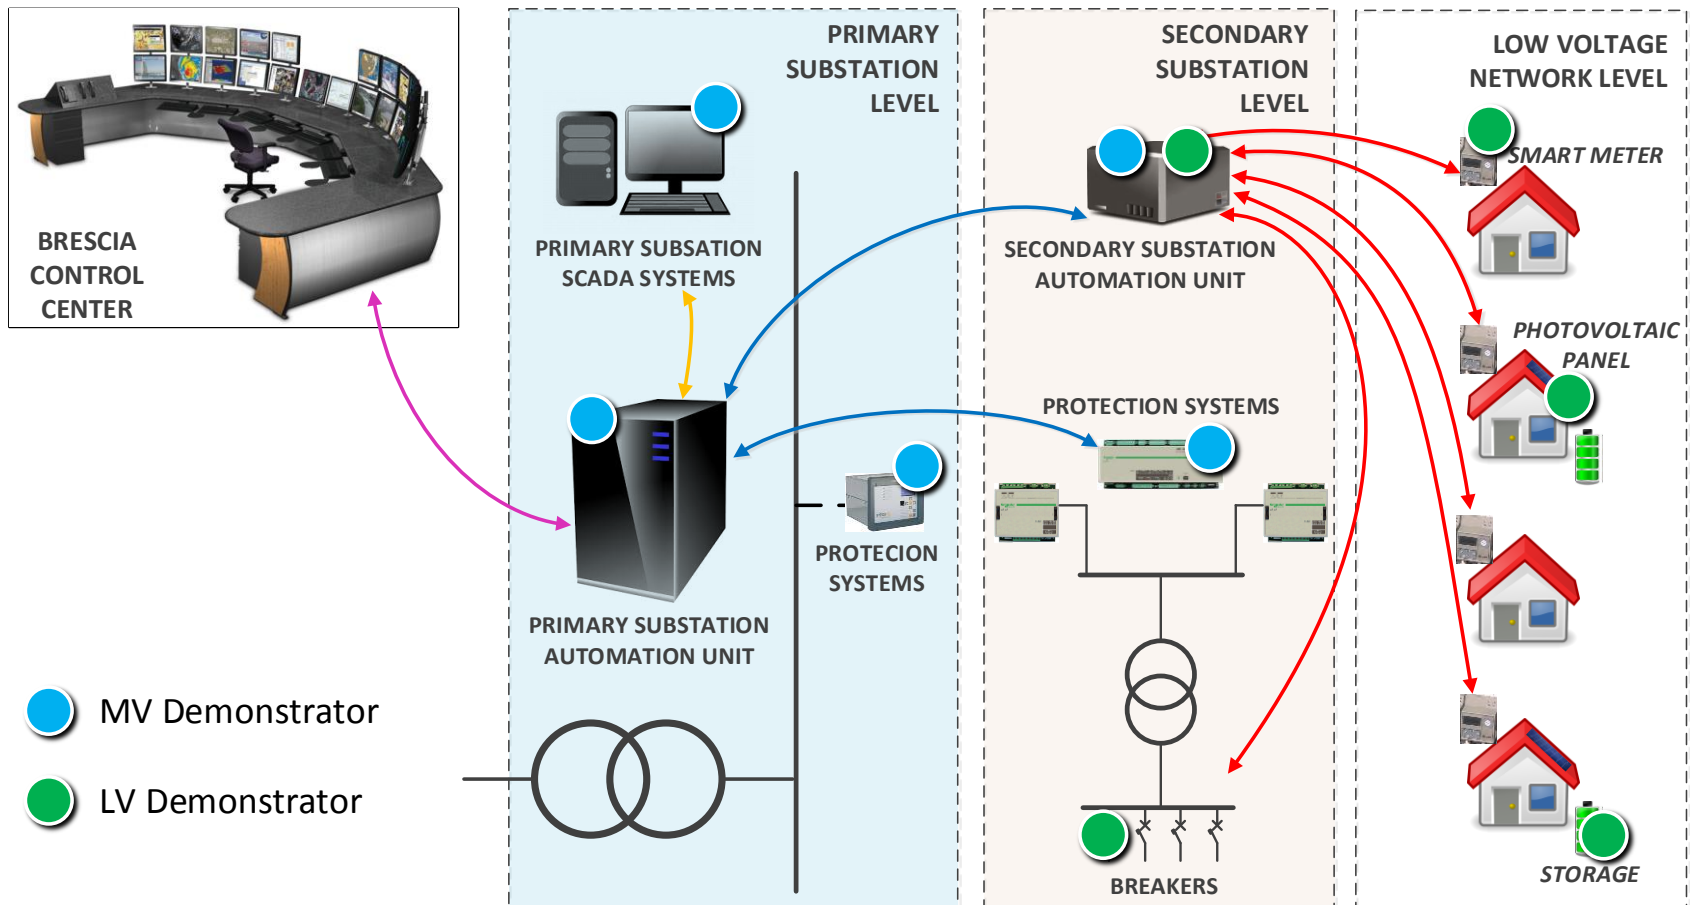 BRESCIA
CONTROL
CENTER
PRIMARY
SUBSTATION
LEVEL
PRIMARY SUBSATION
SCADA SYSTEMS
PROTECION
SYSTEMS
PRIMARY SUBSTATION
AUTOMATION UNIT
SECONDARY
SUBSTATION
LEVEL
SECONDARY SUBSTATION
AUTOMATION UNIT
PROTECTION SYSTEMS
BREAKERS
LOW VOLTAGE
NETWORK LEVEL
SMART METER
PHOTOVOLTAIC
PANEL
STORAGE
MV Demonstrator
LV Demonstrator